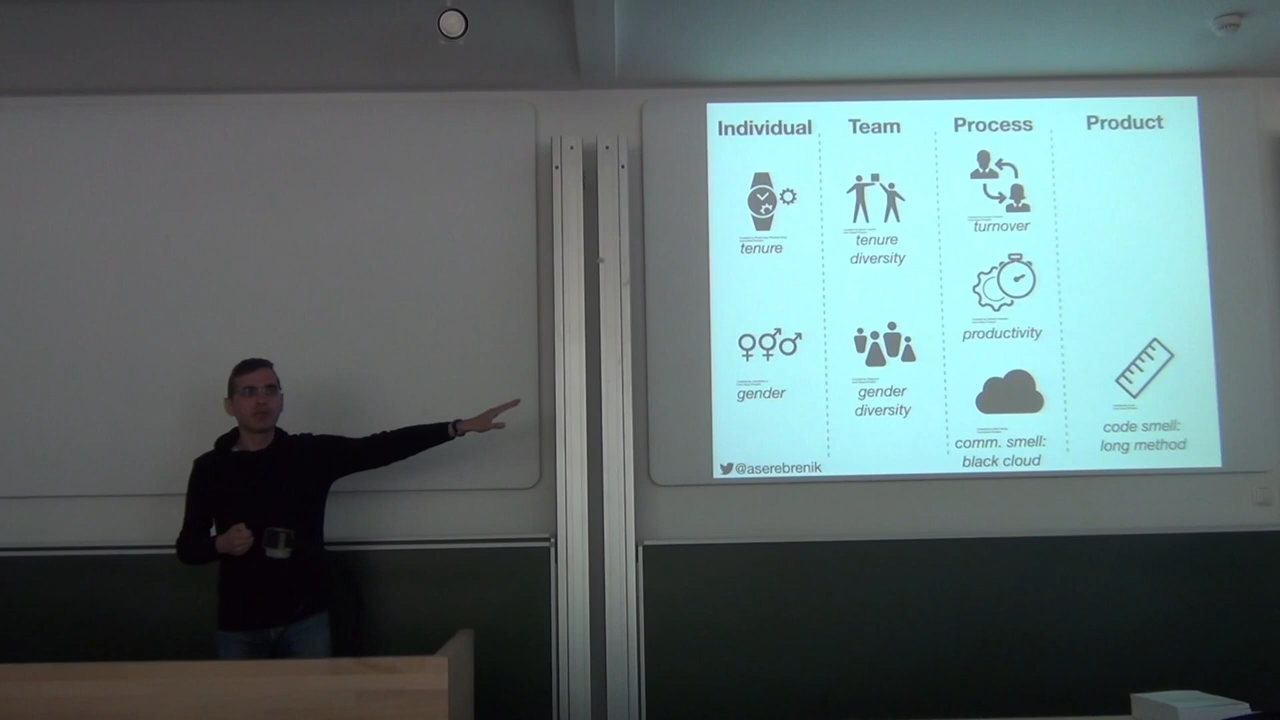 Individual
Team
Process
Product
tenure
tenure
diversity
turnover
productivity
gender
gender
diversity
comm. smell:
black cloud
code smell:
long method
@aserebrenik